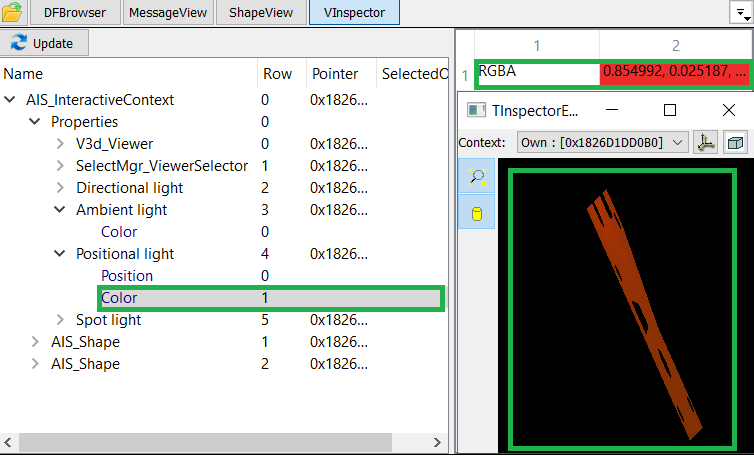 DFBrowser MessageView ShapeView VInspector
Update
Name Row Pointer SelectedO
AIS_InteractiveContext 0 0x1826...
Properties 0
V3d_Viewer 0 0x1826...
SelectMgr_ViewerSelector 1 0x1826...
Directional light 2 0x1826...
Ambient light 3 0x1826...
Color 0
Positional light 4 0x1826...
Position 0
Color 1
Spot light 5 0x1826...
AIS_Shape 1 0x1826...
AIS_Shape 2 0x1826...
1 2
1 RGBA 0.854992, 0.025187, ...
TInspectorE...
Context: Own : [0x1826D1DD0B0]